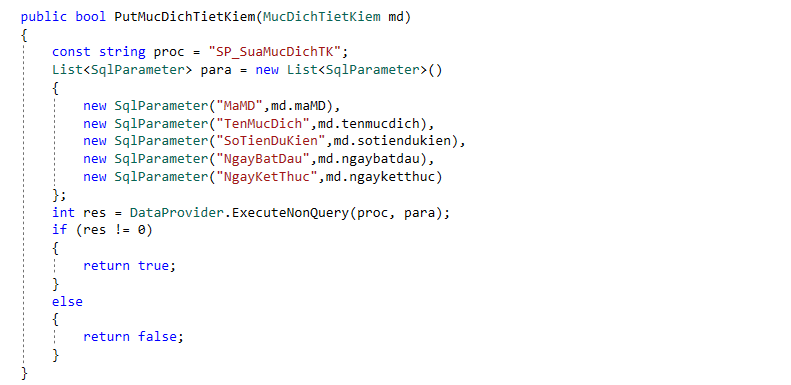 public bool PutMucDichTietKiem(MucDichTietKiem md)
{
const string proc = "SP_SuaMucDichTK";
List<SqlParameter> para = new List<SqlParameter>()
{
new SqlParameter("MaMD",md.maMD),
new SqlParameter("TenMucDich",md.tenmucdich),
new SqlParameter("SoTienDuKien",md.sotiendukien),
new SqlParameter("NgayBatDau",md.ngaybatdau),
new SqlParameter("NgayKetThuc",md.ngayketthuc)
};
int res = DataProvider.ExecuteNonQuery(proc, para);
if (res != 0)
{
return true;
}
else
{
return false;
}
}